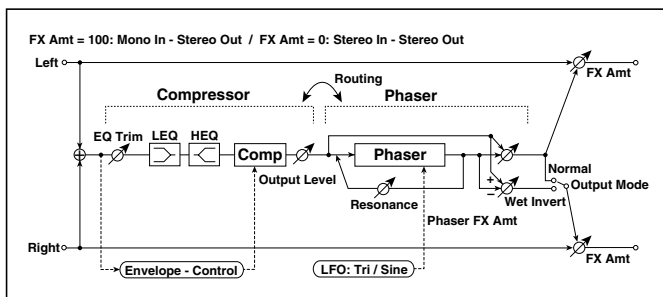 FX Amt = 100: Mono In - Stereo Out / FX Amt = 0: Stereo In - Stereo Out
Left
FX Amt
Routing
Compressor
Phaser
EQ Trim
LEQ
HEQ
Comp
Phaser
Output Level
Resonance
+
−
Normal
Output Mode
Wet Invert
Phaser FX Amt
Right
FX Amt
Envelope - Control
LFO: Tri / Sine